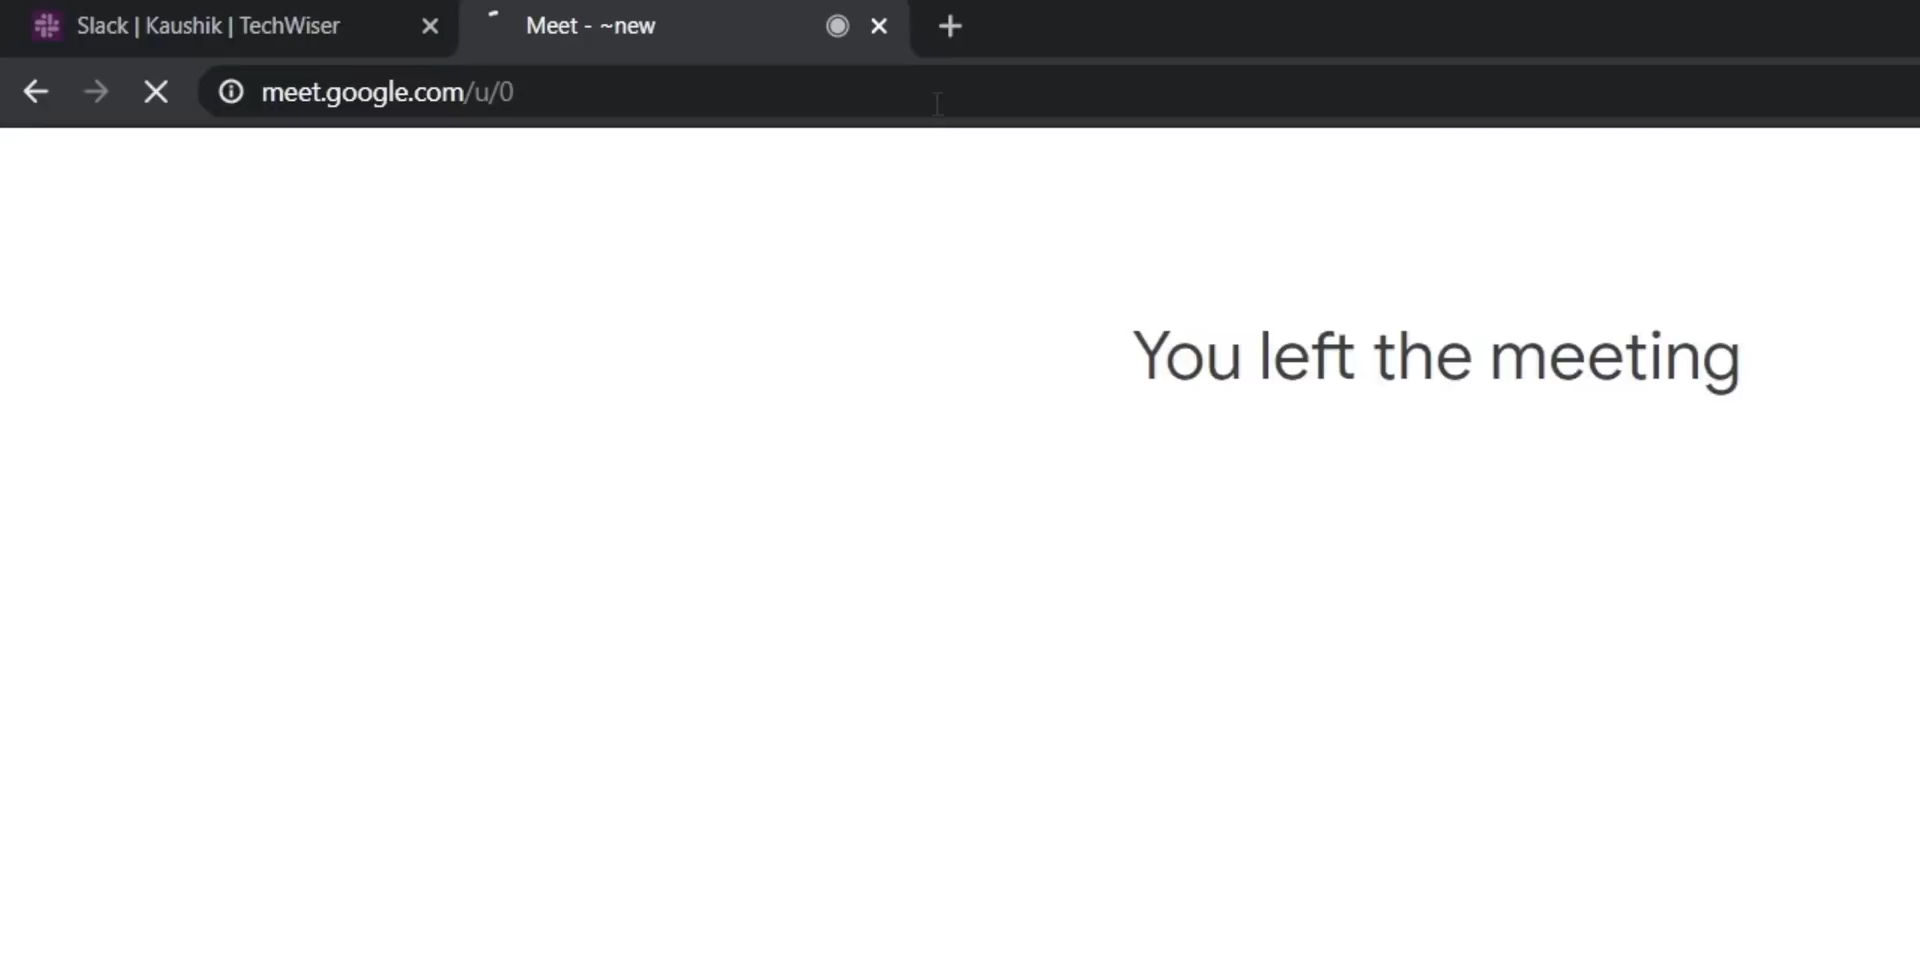 Slack | Kaushik | TechWiser
Meet - ~new
meet.google.com/u/0
You left the meeting